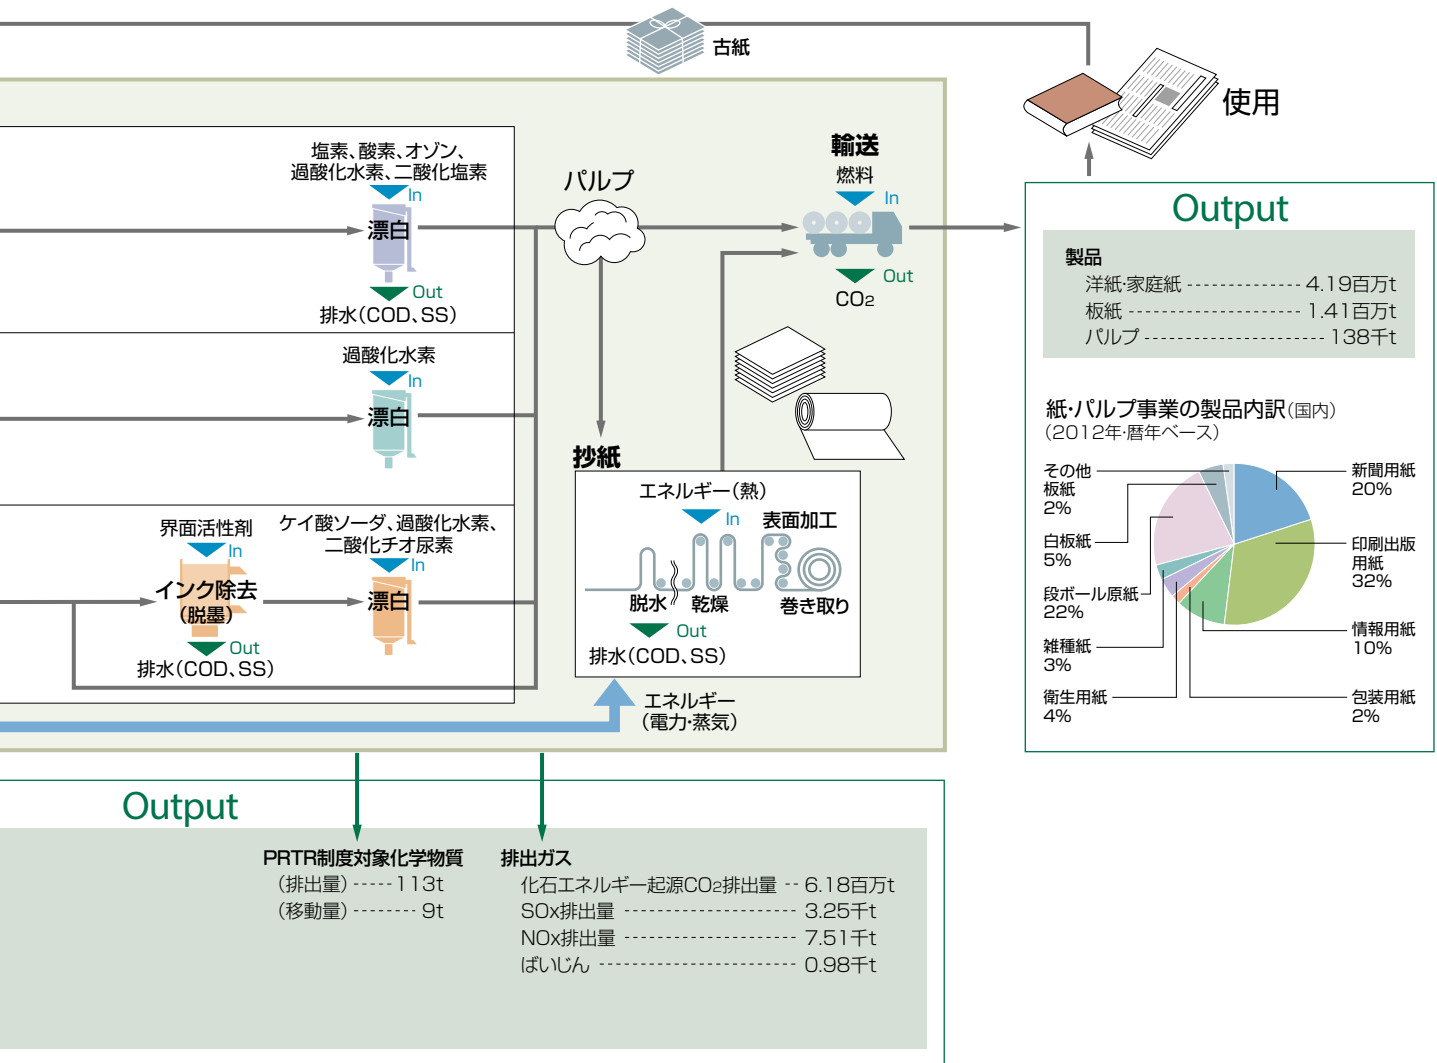 古紙
使用
塩素、酸素、オゾン、
過酸化水素、二酸化塩素
In
漂白
Out
排水(COD、SS)
過酸化水素
In
漂白
界面活性剤
In
インク除去
(脱墨)
Out
排水(COD、SS)
ケイ酸ソーダ、過酸化水素、
二酸化チオ尿素
In
漂白
パルプ
輸送
燃料
In
Out
CO2
抄紙
エネルギー(熱)
In
表面加工
脱水
乾燥
巻き取り
Out
排水(COD、SS)
エネルギー
(電力・蒸気)
Output
製品
洋紙・家庭紙 ------------- 4.19百万t
板紙 -------------------- 1.41百万t
パルプ --------------------- 138千t
紙・パルプ事業の製品内訳(国内)
(2012年・暦年ベース)
その他
板紙
2%
白板紙
5%
段ボール原紙
22%
雑種紙
3%
衛生用紙
4%
新聞用紙
20%
印刷出版
用紙
32%
情報用紙
10%
包装用紙
2%
Output
PRTR制度対象化学物質
(排出量) ----- 113t
(移動量) -------- 9t
排出ガス
化石エネルギー起源CO2排出量 -- 6.18百万t
SOx排出量 -------------------- 3.25千t
NOx排出量 -------------------- 7.51千t
ばいじん ----------------------- 0.98千t